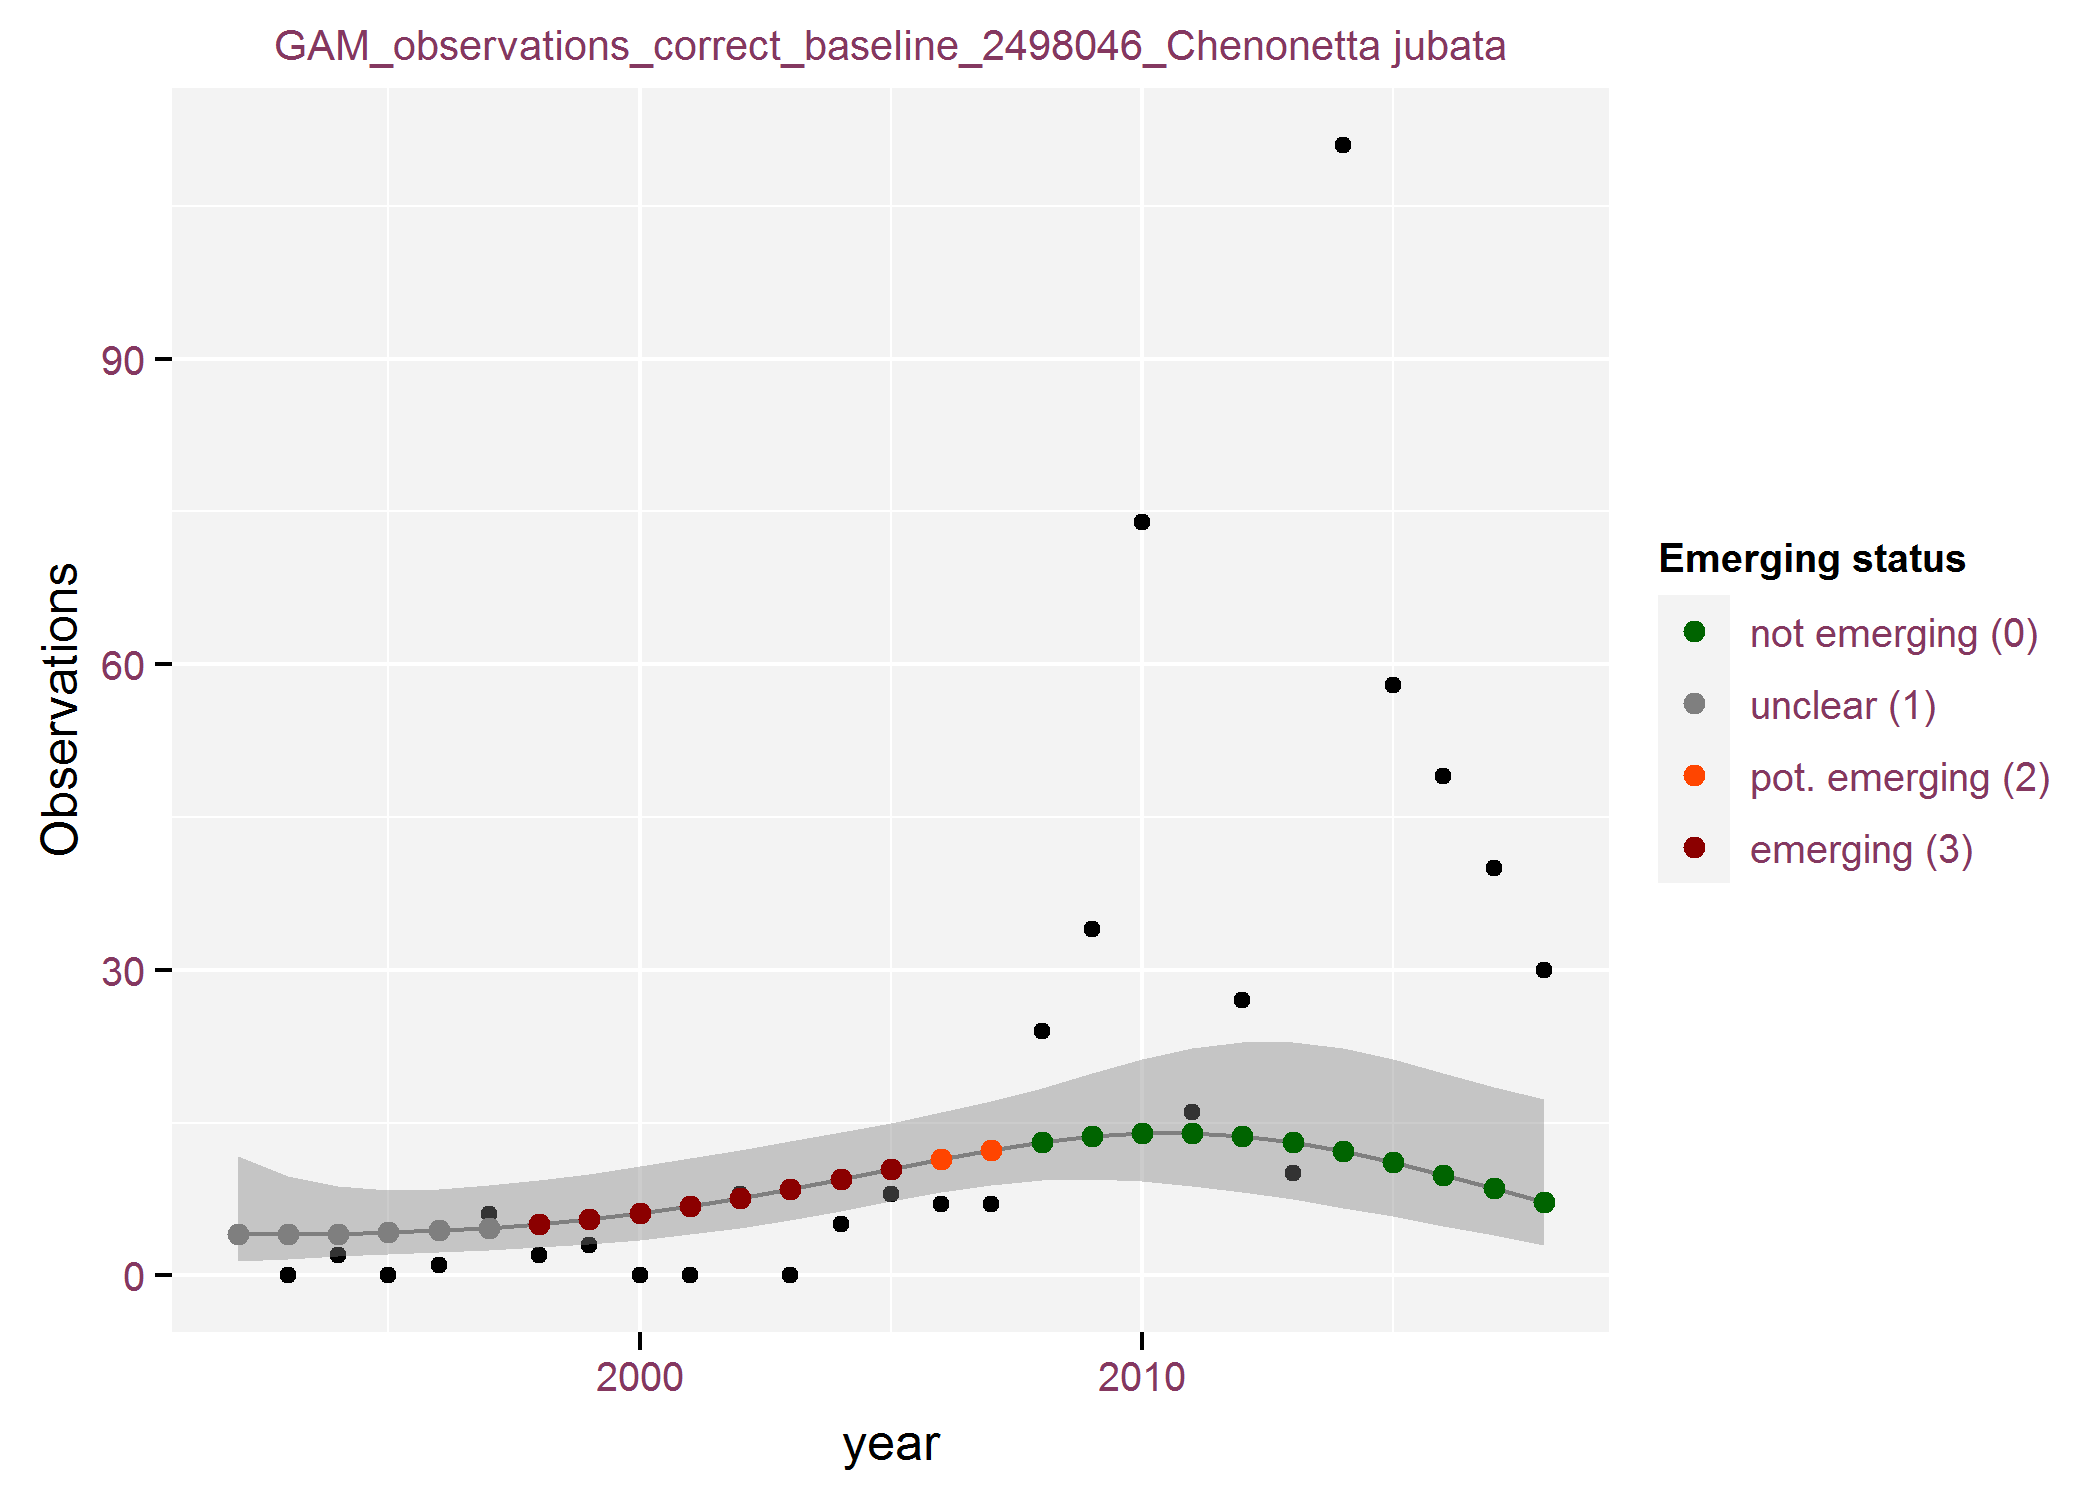 GAM_observations_correct_baseline_2498046_Chenonetta jubata
Observations
90
60
30
0
2000
2010
year
Emerging status
not emerging (0)
unclear (1)
pot. emerging (2)
emerging (3)